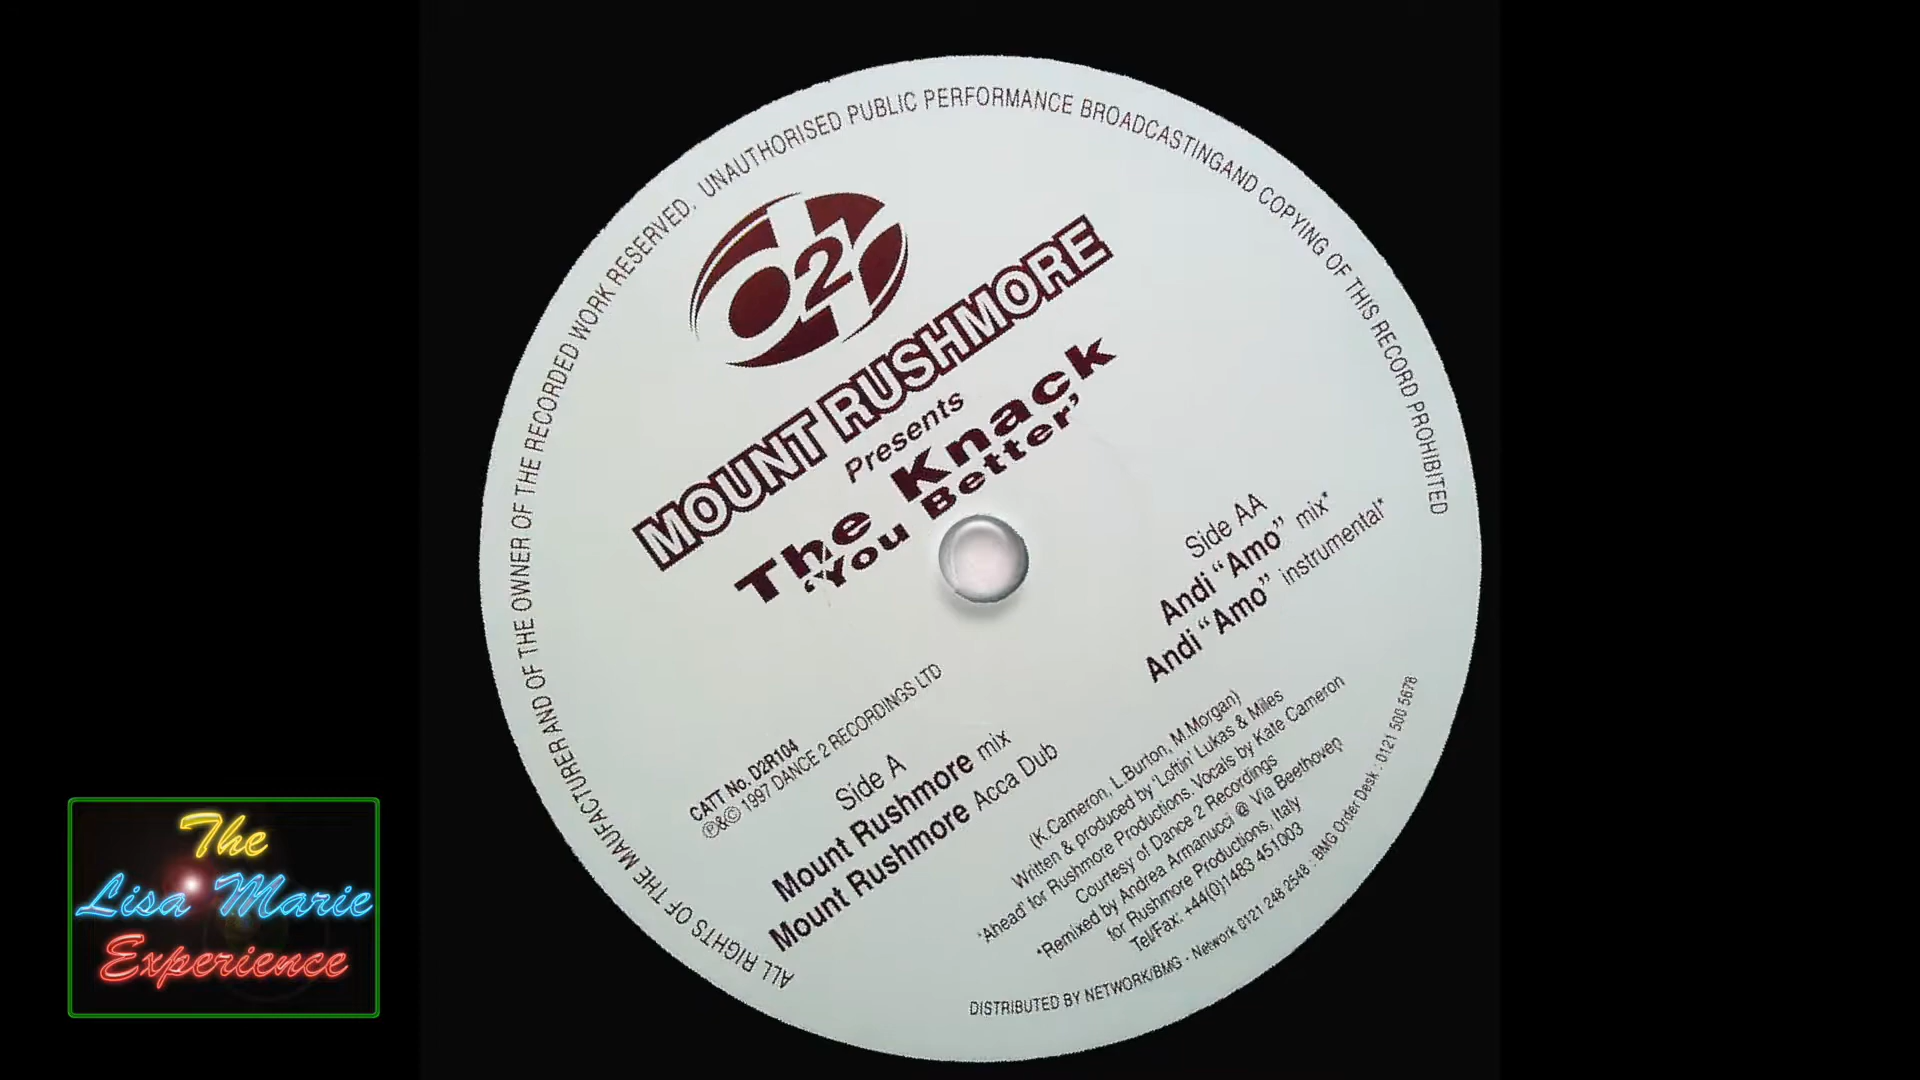 ALL RIGHTS OF THE MAUFACTURER AND OF THE OWNER OF THE RECORDED WORK RESERVED. UNAUTHORISED PUBLIC PERFORMANCE BROADCASTINGAND COPYING OF THIS RECORD PROHIBITED
D2R
MOUNT RUSHMORE
Presents
The Knack
'You Better'
Side AA
Andi "Amo" mix*
Andi "Amo" instrumental*
CATT No. D2R104
℗&© 1997 DANCE 2 RECORDINGS LTD
Side A
Mount Rushmore mix
Mount Rushmore Acca Dub
(K.Cameron, L.Burton, M.Morgan)
Written & produced by 'Loftin' Lukas & Miles
'Ahead' for Rushmore Productions. Vocals by Kate Cameron
Courtesy of Dance 2 Recordings
*Remixed by Andrea Armanucci @ Via Beethoven
for Rushmore Productions, Italy
Tel/Fax: +44(0)1483 451003
DISTRIBUTED BY NETWORK/BMG - Network 0121 248 2548 : BMG Order Desk : 0121 500 5678
The
Lisa Marie
Experience